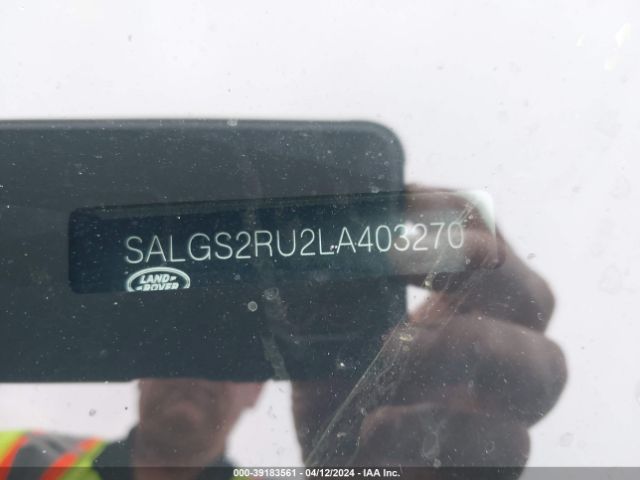 SALGS2RU2LA403270
LAND-
-ROVER
000-39183561 - 04/12/2024 - IAA Inc.